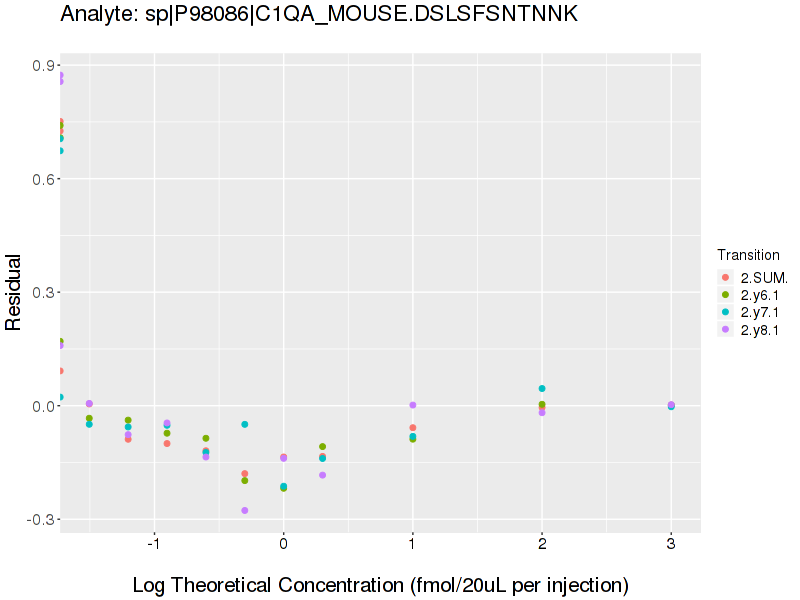 Analyte: sp|P98086|C1QA_MOUSE.DSLSFSNTNNK
0.9
0.6
0.3
0.0
-0.3
Residual
-1
0
1
2
3
Log Theoretical Concentration (fmol/20uL per injection)
Transition
2.SUM.
2.y6.1
2.y7.1
2.y8.1